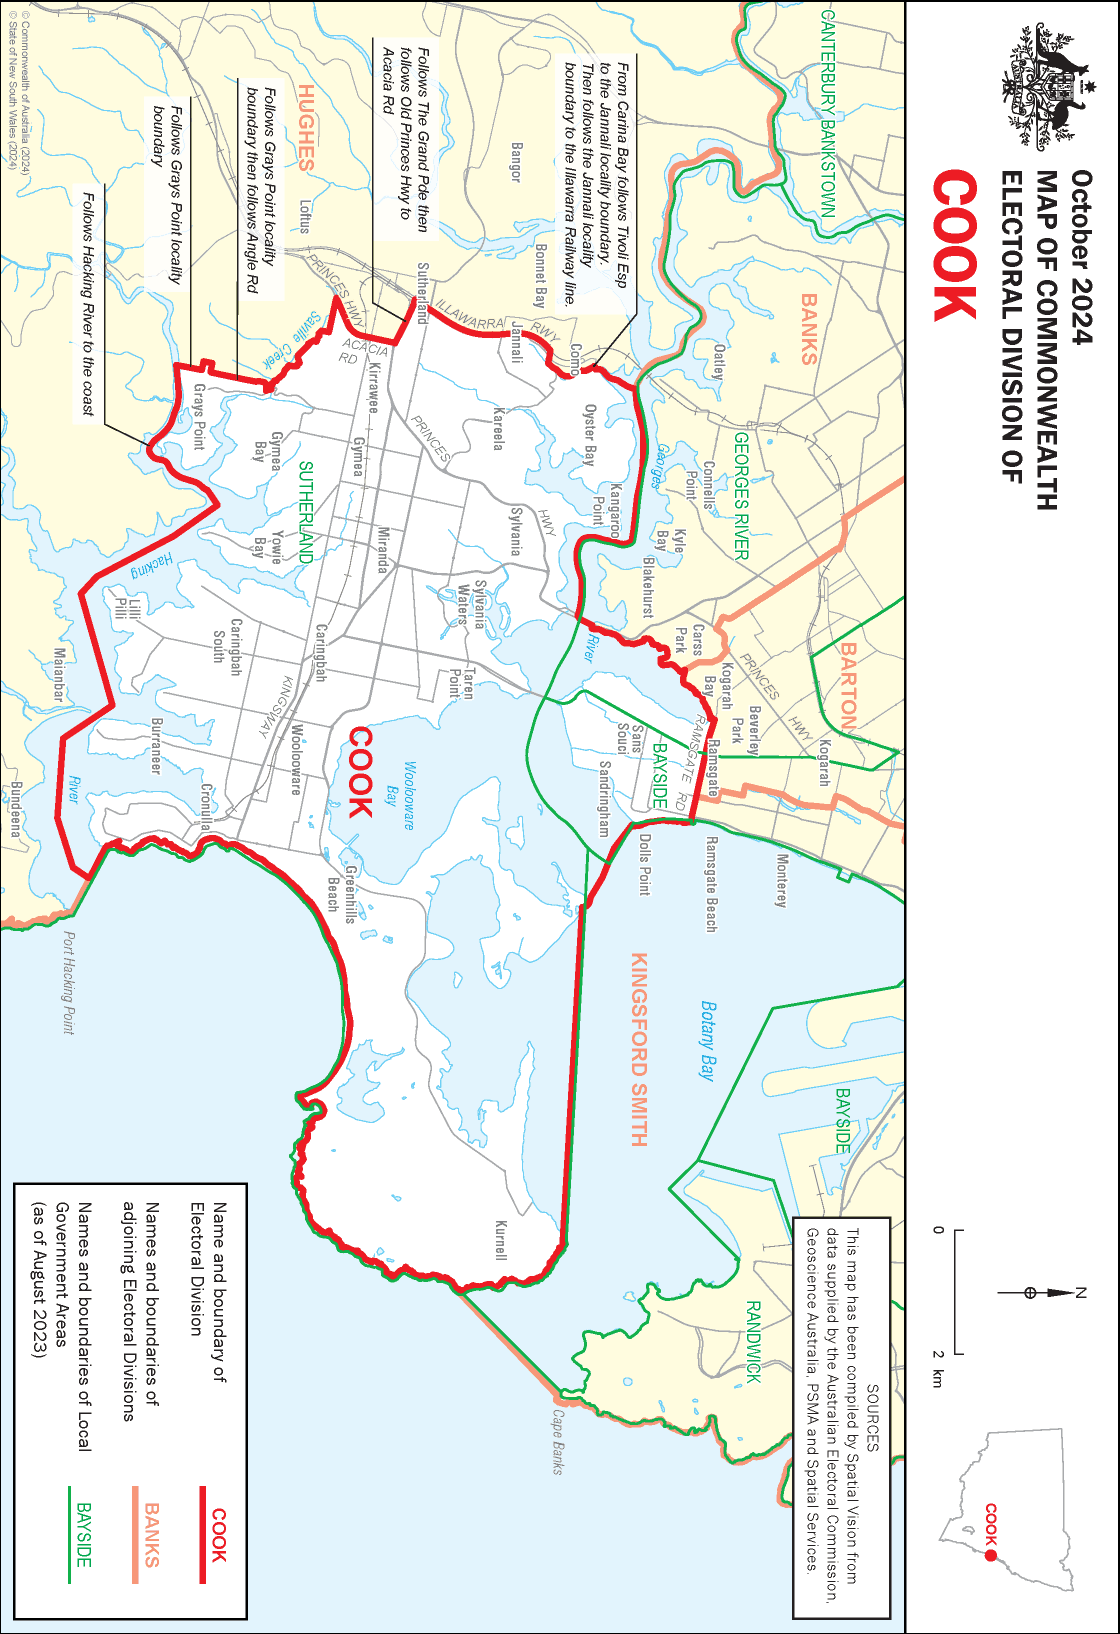 October 2024
MAP OF COMMONWEALTH
ELECTORAL DIVISION OF
COOK
0
2 km
N
COOK
SOURCES
This map has been compiled by Spatial Vision from
data supplied by the Australian Electoral Commission,
Geoscience Australia, PSMA and Spatial Services.
CANTERBURY BANKSTOWN
BANKS
GEORGES RIVER
BARTON
BAYSIDE
RANDWICK
KINGSFORD SMITH
Botany Bay
Oatley
Connells
Point
Kyle
Bay
Blakehurst
Carss
Park
Kogarah
Bay
Beverley
Park
Kogarah
PRINCES
HWY
Ramsgate
RAMSGATE RD
BAYSIDE
Sans
Souci
Sandringham
Dolls Point
Ramsgate Beach
Monterey
Georges
River
From Carina Bay follows Tivoli Esp
to the Jannali locality boundary.
Then follows the Jannali locality
boundary to the Illawarra Railway line.
Follows The Grand Pde then
follows Old Princes Hwy to
Acacia Rd
Follows Grays Point locality
boundary then follows Angle Rd
Follows Grays Point locality
boundary
Follows Hacking River to the coast
HUGHES
Loftus
Bangor
Bonnet Bay
Sutherland
ILLAWARRA
RWY
Jannali
Como
Oyster Bay
Kareela
Kangaroo
Point
Sylvania
PRINCES
HWY
PRINCES HWY
ACACIA
RD
Kirrawee
Savilie Creek
Grays Point
Gymea
Bay
Gymea
SUTHERLAND
Yowie
Bay
Miranda
Sylvania
Waters
Taren
Point
Caringbah
Caringbah
South
Lilli
Pilli
Hacking
River
Maianbar
Burraneer
KINGSWAY
Woolooware
Cronulla
COOK
Woolooware
Bay
Greenhills
Beach
Kurnell
Bundeena
Port Hacking Point
Cape Banks
Name and boundary of
Electoral Division
COOK
Names and boundaries of
adjoining Electoral Divisions
BANKS
Names and boundaries of Local
Government Areas
(as of August 2023)
BAYSIDE
© Commonwealth of Australia (2024)
© State of New South Wales (2024)